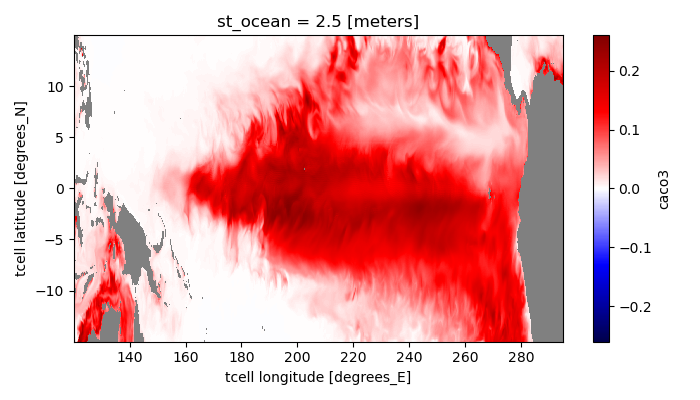 st_ocean = 2.5 [meters]
10
5
0
−5
−10
tcell latitude [degrees_N]
140 160 180 200 220 240 260 280
tcell longitude [degrees_E]
0.2
0.1
0.0
−0.1
−0.2
caco3